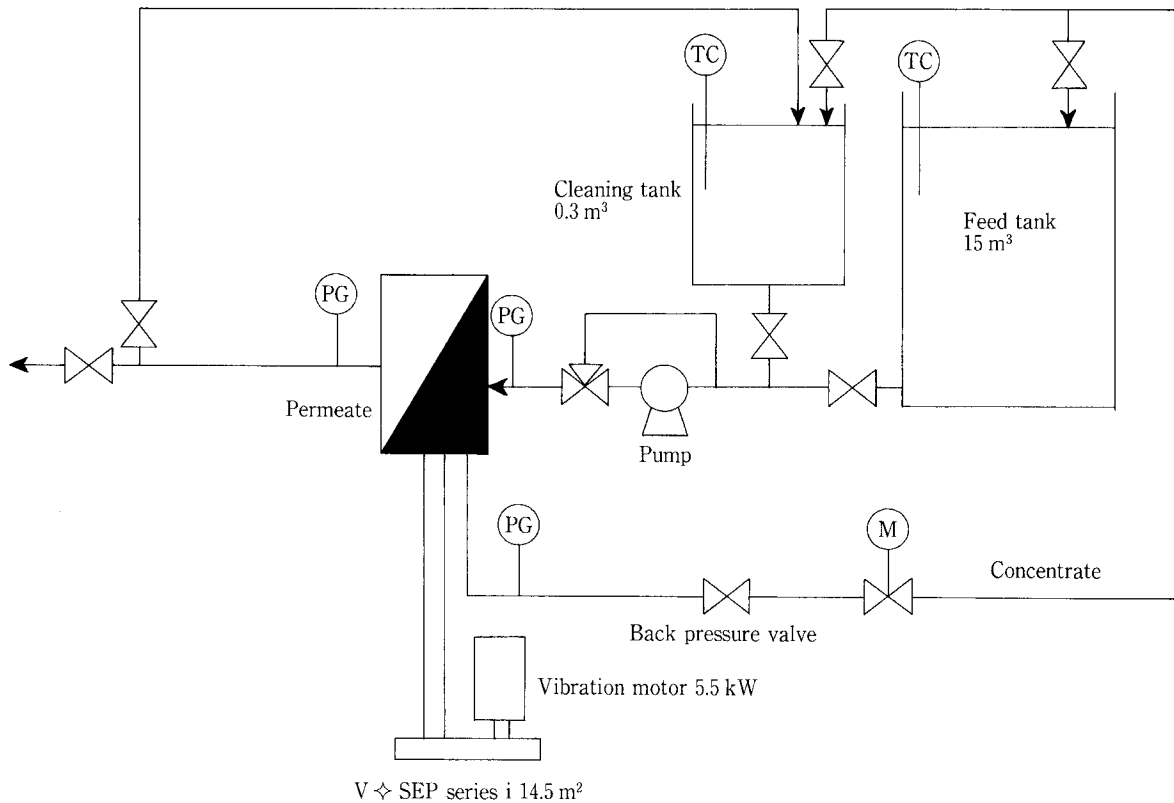 TC
TC
Cleaning tank
0.3 m³
Feed tank
15 m³
PG
PG
Permeate
Pump
PG
M
Concentrate
Back pressure valve
Vibration motor 5.5 kW
V ✧ SEP series i 14.5 m²